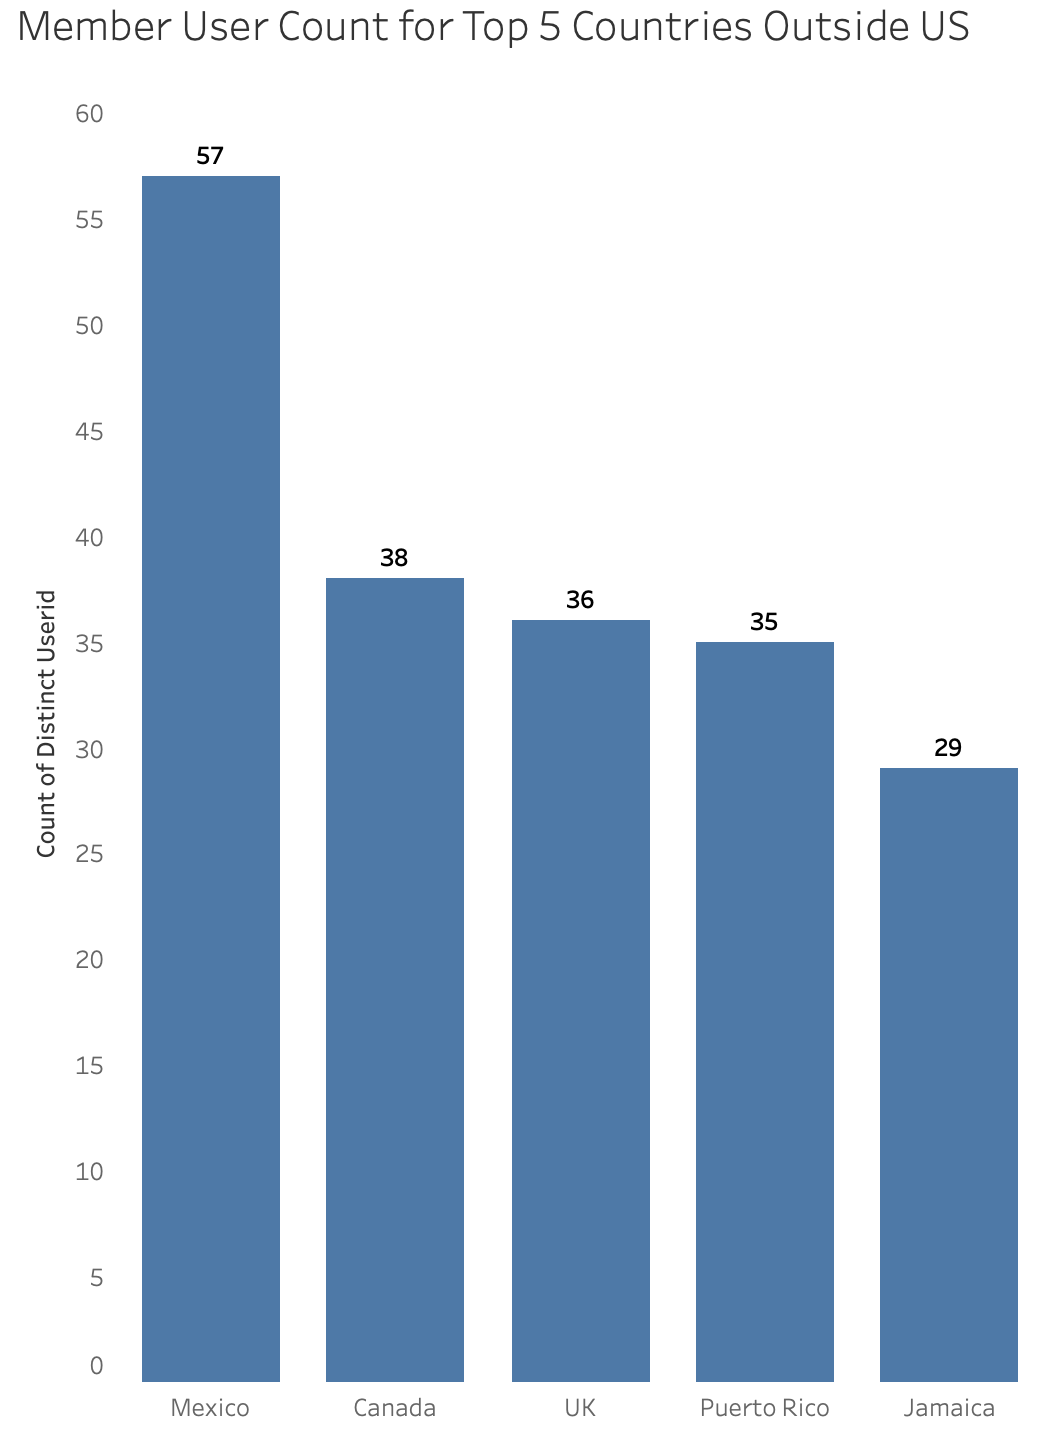 Member User Count for Top 5 Countries Outside US
60
55
50
45
40
35
30
25
20
15
10
5
0
Count of Distinct Userid
57
38
36
35
29
Mexico
Canada
UK
Puerto Rico
Jamaica